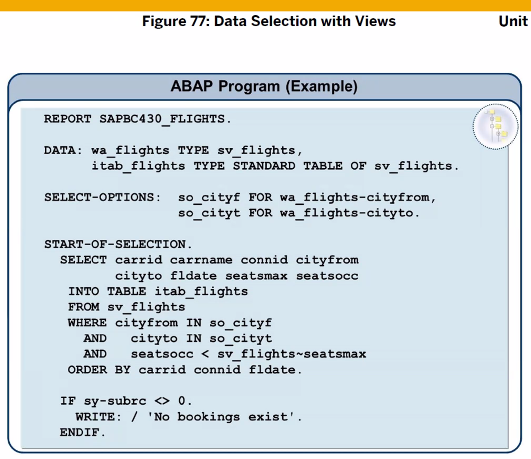 Figure 77: Data Selection with Views
Unit
ABAP Program (Example)
REPORT SAPBC430_FLIGHTS.
DATA: wa_flights TYPE sv_flights,
itab_flights TYPE STANDARD TABLE OF sv_flights.
SELECT-OPTIONS: so_cityf FOR wa_flights-cityfrom,
so_cityt FOR wa_flights-cityto.
START-OF-SELECTION.
SELECT carrid carrname connid cityfrom
cityto fldate seatsmax seatsocc
INTO TABLE itab_flights
FROM sv_flights
WHERE cityfrom IN so_cityf
AND cityto IN so_cityt
AND seatsocc < sv_flights~seatsmax
ORDER BY carrid connid fldate.
IF sy-subrc <> 0.
WRITE: / 'No bookings exist'.
ENDIF.